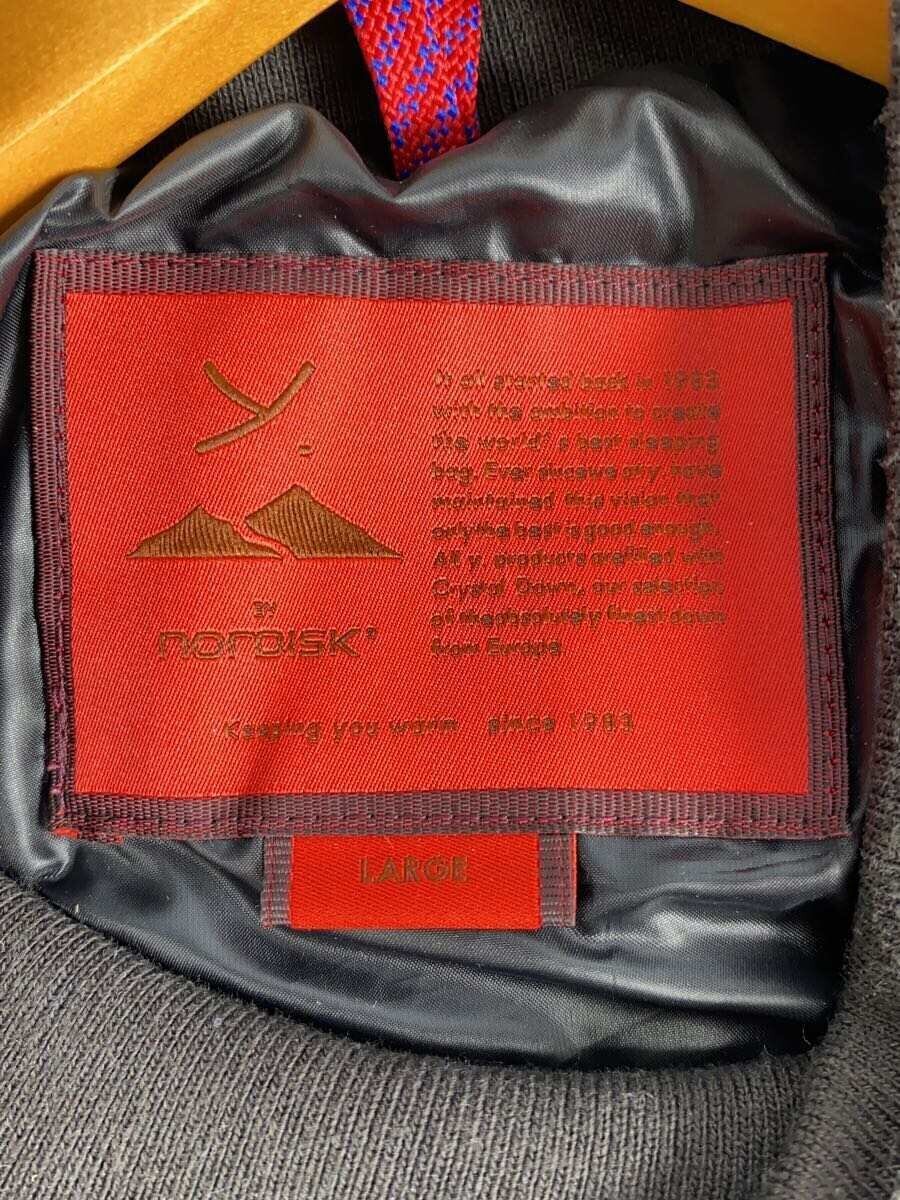 y.
BY
NORDISK®
It all started back in 1983
with the ambition to create
the world's best sleeping
bag. Ever since we only have
maintained this vision that
only the best is good enough.
All y. products are filled with
Crystal Down, our selection
of the absolutely finest down
from Europe.
Keeping you warm since 1983
LARGE